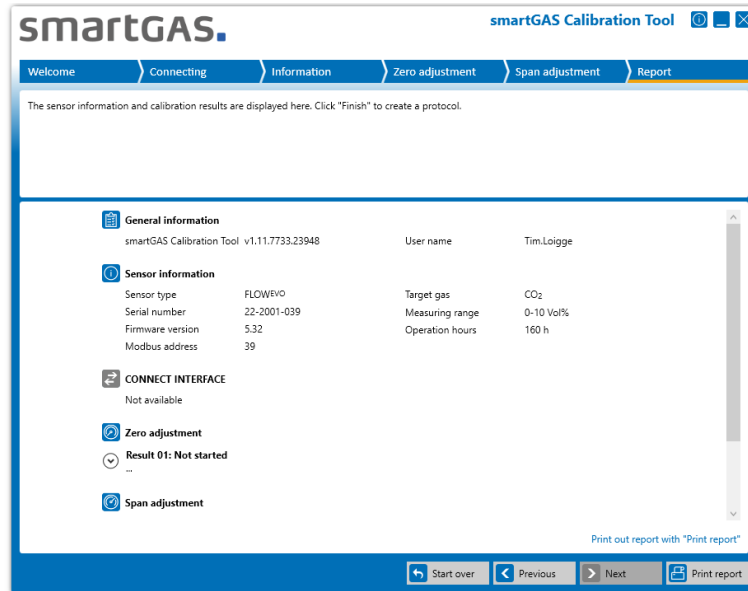 smartGAS.
smartGAS Calibration Tool
Welcome Connecting Information Zero adjustment Span adjustment Report
The sensor information and calibration results are displayed here. Click "Finish" to create a protocol.
General information
smartGAS Calibration Tool v1.11.7733.23948 User name Tim.Loigge
Sensor information
Sensor type FLOWEVO Target gas CO2
Serial number 22-2001-039 Measuring range 0-10 Vol%
Firmware version 5.32 Operation hours 160 h
Modbus address 39
CONNECT INTERFACE
Not available
Zero adjustment
Result 01: Not started
...
Span adjustment
Print out report with "Print report"
Start over Previous Next Print report